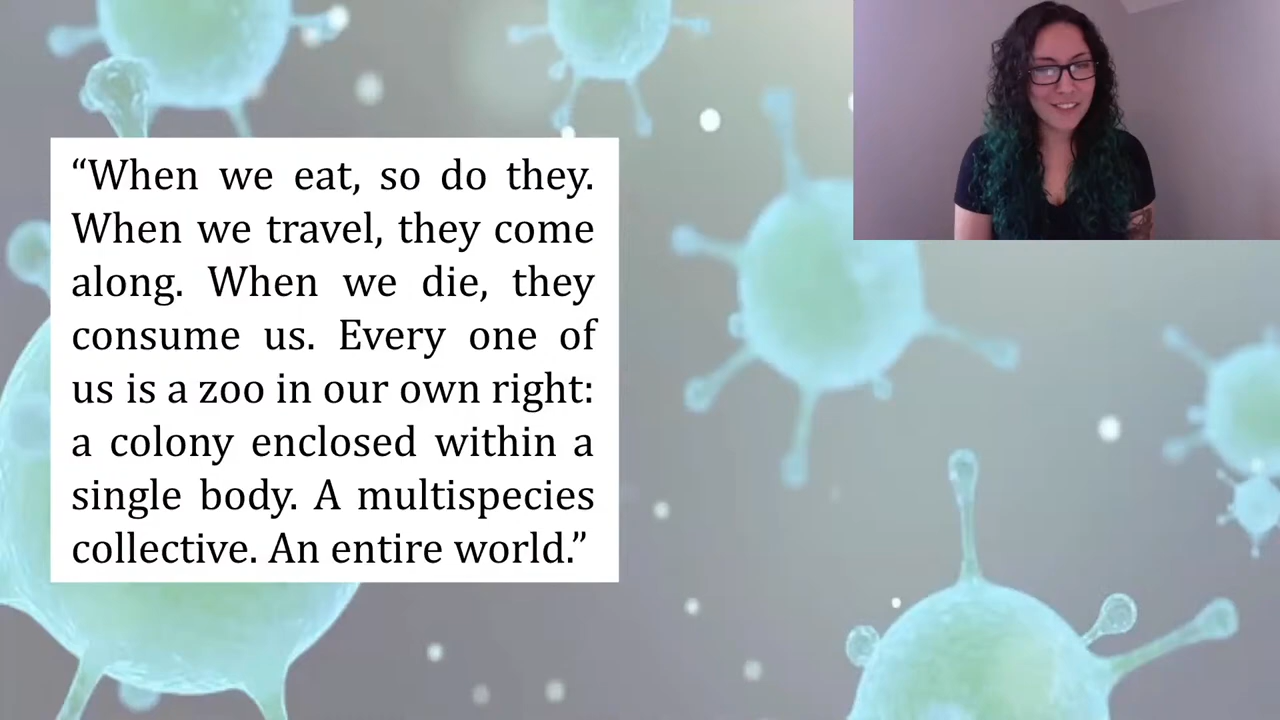 “When we eat, so do they.
When we travel, they come
along. When we die, they
consume us. Every one of
us is a zoo in our own right:
a colony enclosed within a
single body. A multispecies
collective. An entire world.”